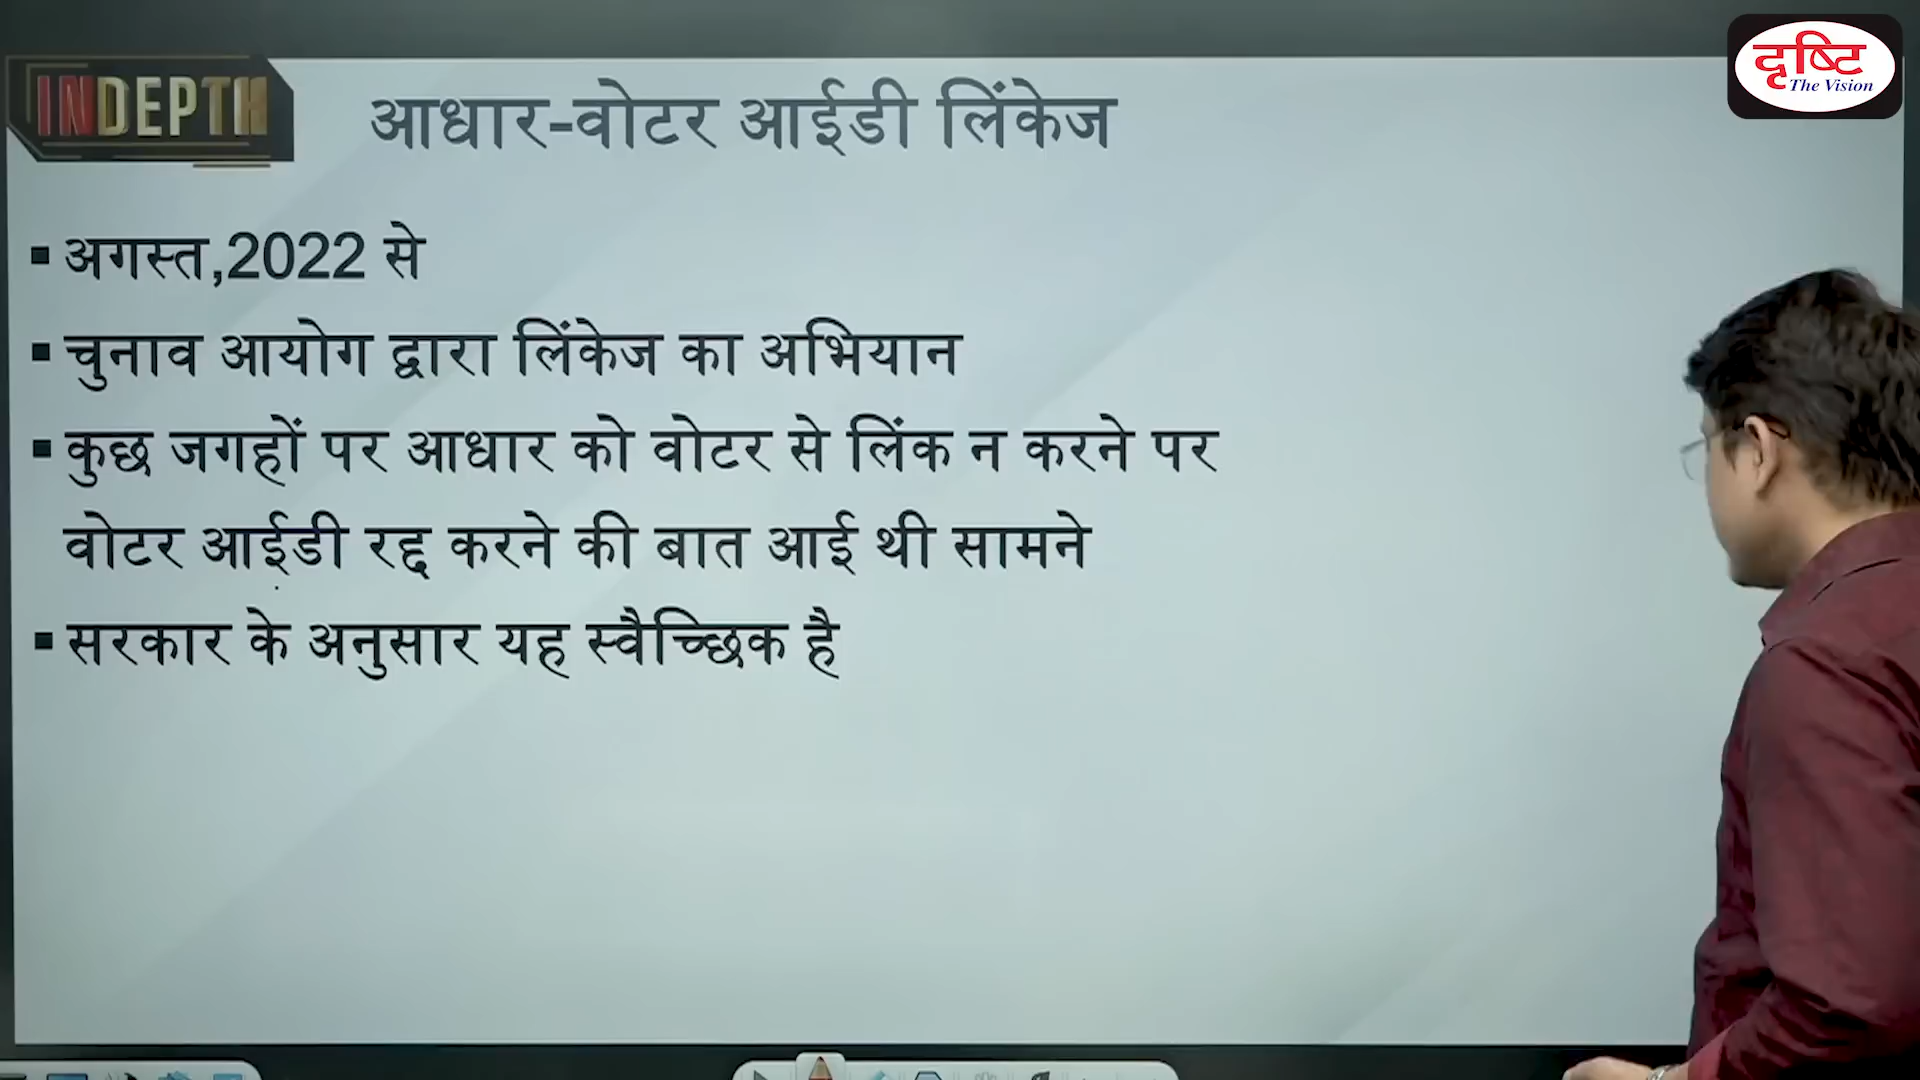 INDEPTH
आधार-वोटर आईडी लिंकेज
दृष्टि
The Vision
▪ अगस्त,2022 से
▪ चुनाव आयोग द्वारा लिंकेज का अभियान
▪ कुछ जगहों पर आधार को वोटर से लिंक न करने पर
वोटर आईडी रद्द करने की बात आई थी सामने
▪ सरकार के अनुसार यह स्वैच्छिक है